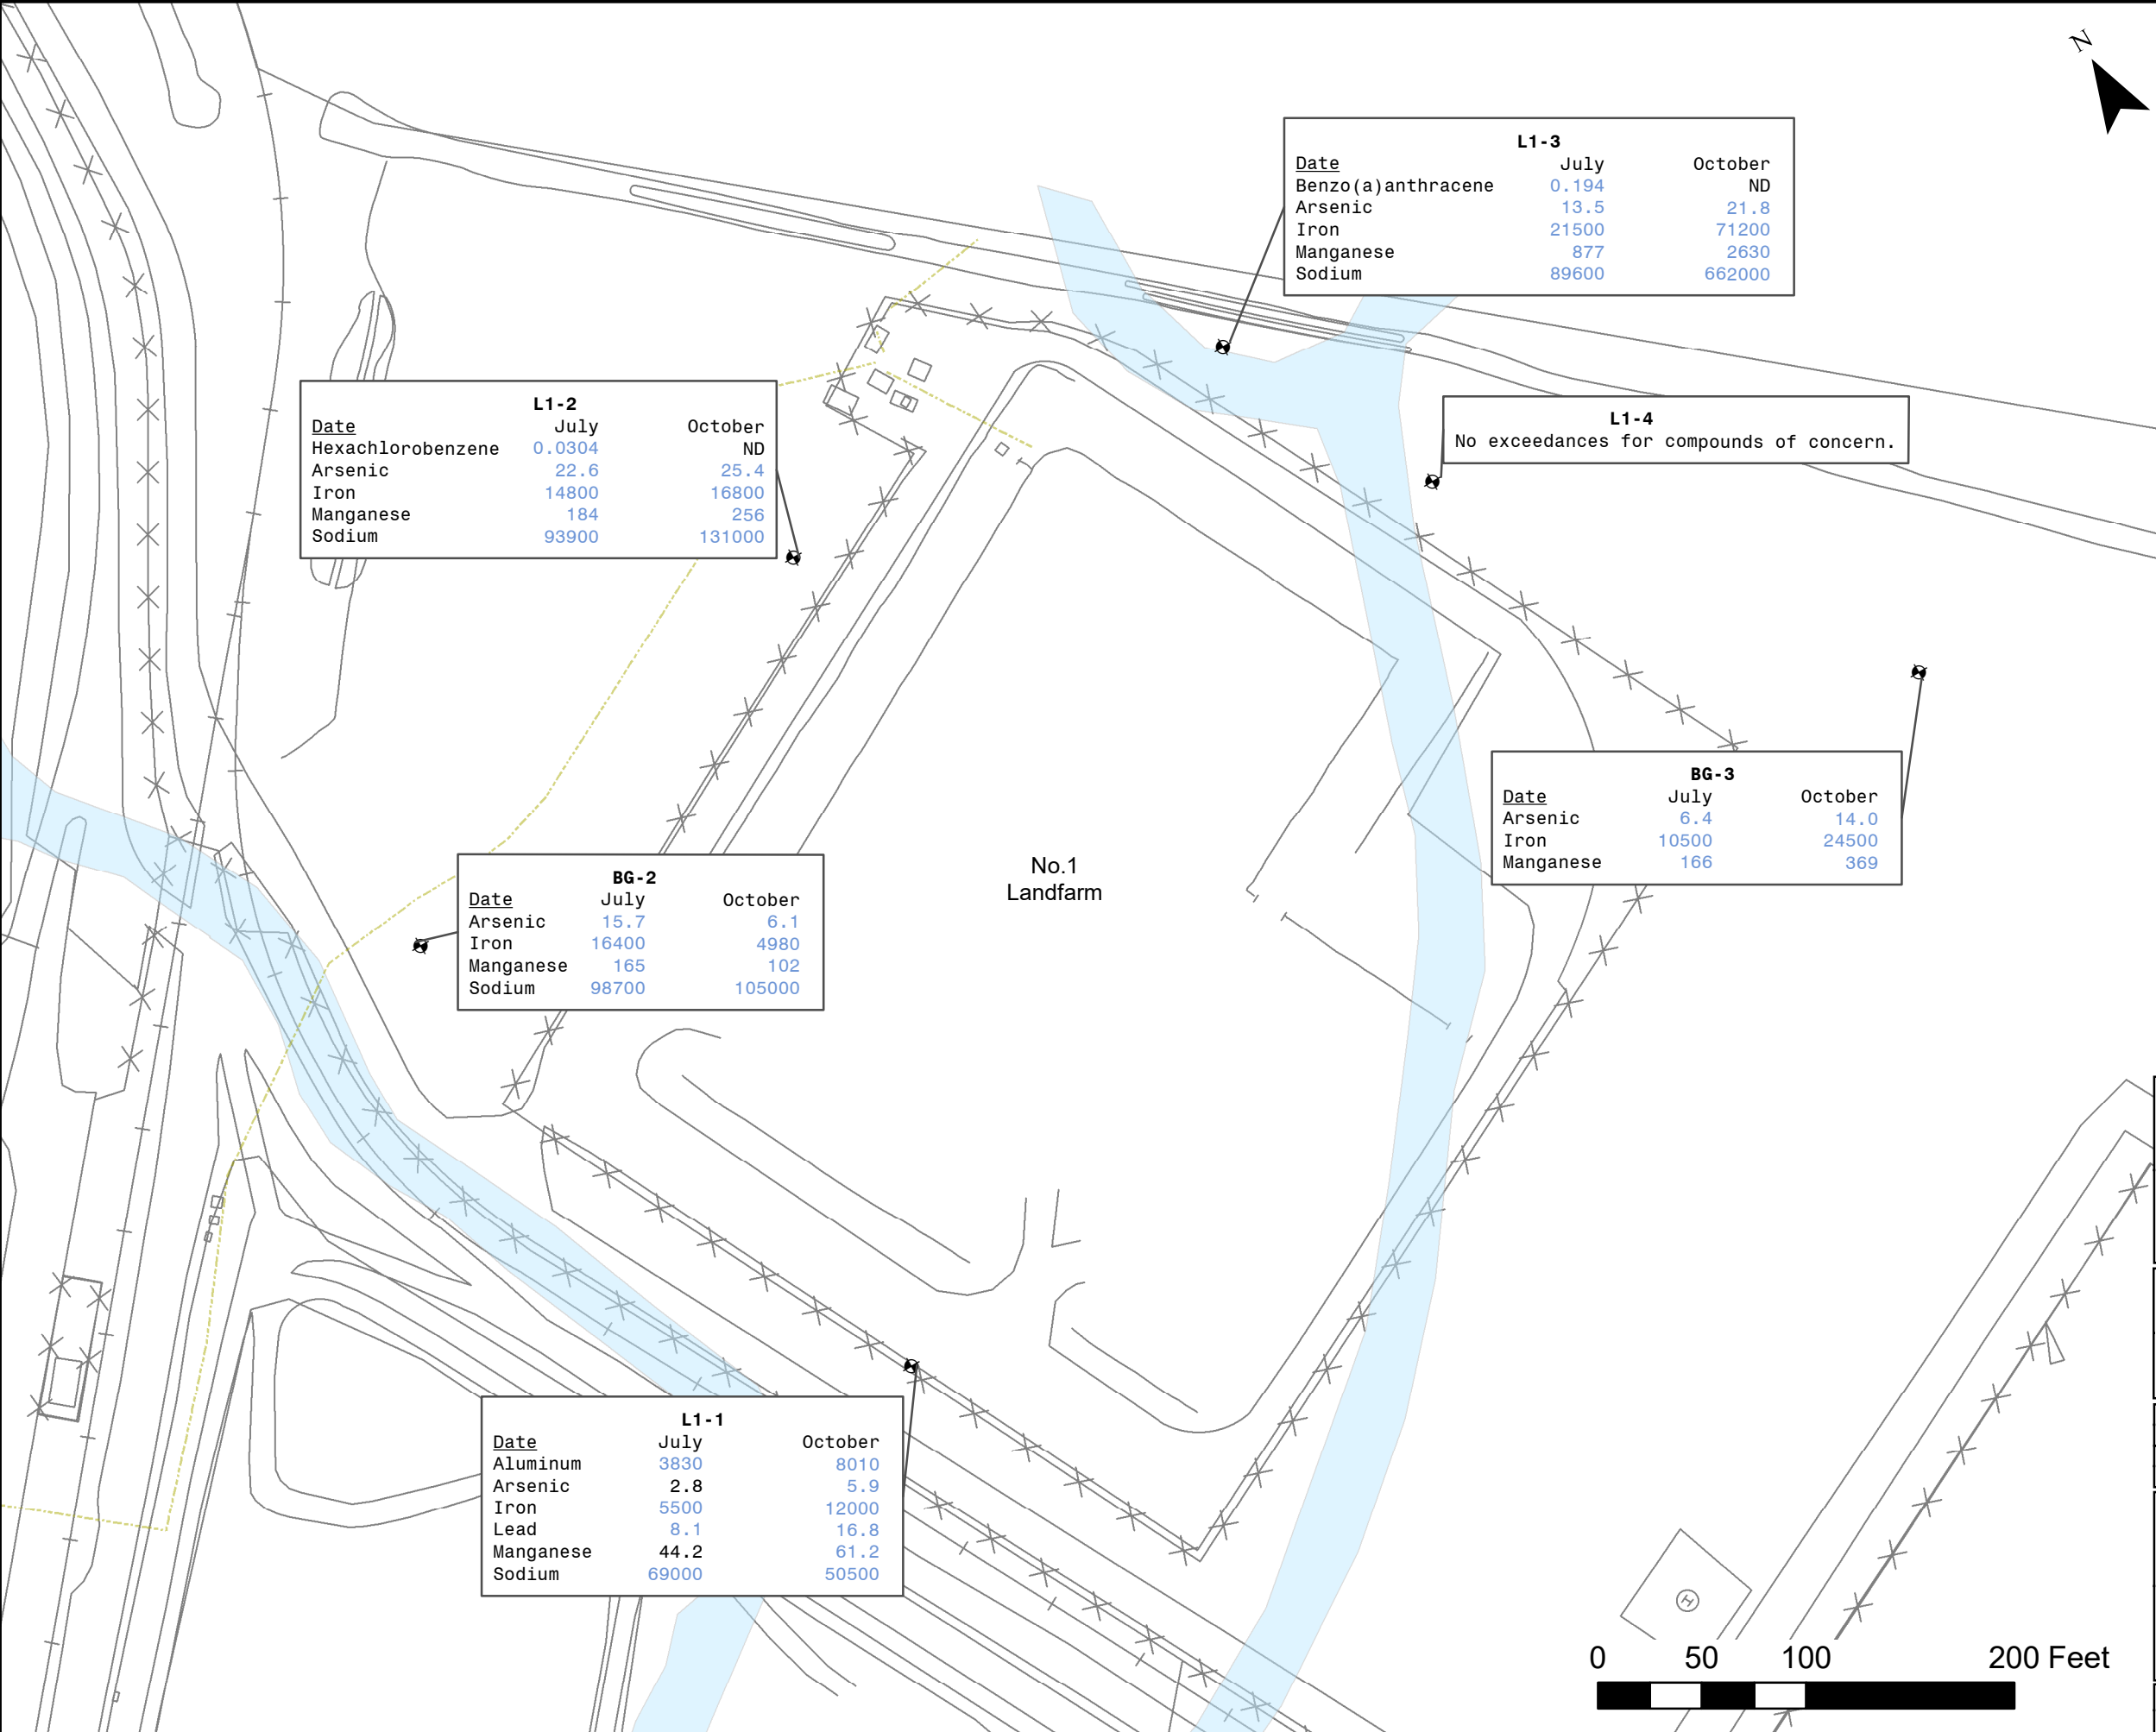 N
L1-3
Date July October
Benzo(a)anthracene 0.194 ND
Arsenic 13.5 21.8
Iron 21500 71200
Manganese 877 2630
Sodium 89600 662000
L1-2
Date July October
Hexachlorobenzene 0.0304 ND
Arsenic 22.6 25.4
Iron 14800 16800
Manganese 184 256
Sodium 93900 131000
L1-4
No exceedances for compounds of concern.
BG-3
Date July October
Arsenic 6.4 14.0
Iron 10500 24500
Manganese 166 369
No.1
Landfarm
BG-2
Date July October
Arsenic 15.7 6.1
Iron 16400 4980
Manganese 165 102
Sodium 98700 105000
L1-1
Date July October
Aluminum 3830 8010
Arsenic 2.8 5.9
Iron 5500 12000
Lead 8.1 16.8
Manganese 44.2 61.2
Sodium 69000 50500
H
0 50 100 200 Feet